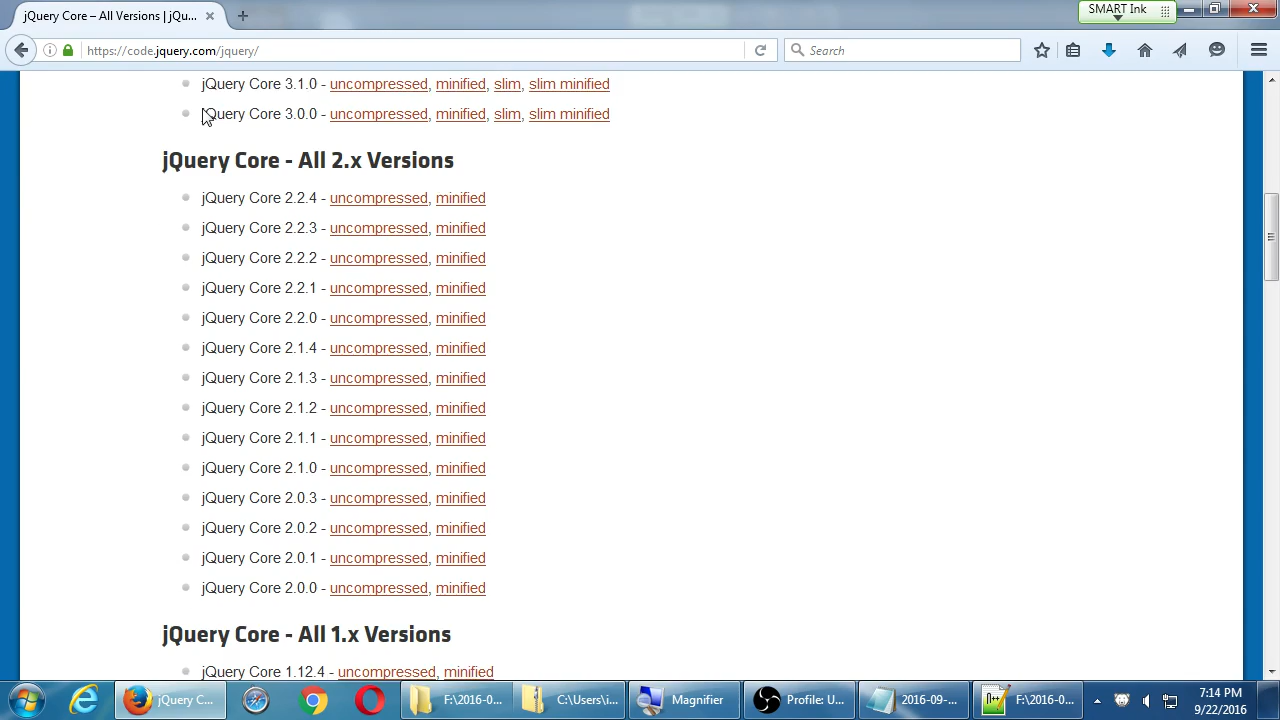 jQuery Core – All Versions | jQu...
SMART Ink
https://code.jquery.com/jquery/
Search
jQuery Core 3.1.0 - uncompressed, minified, slim, slim minified
jQuery Core 3.0.0 - uncompressed, minified, slim, slim minified
jQuery Core - All 2.x Versions
jQuery Core 2.2.4 - uncompressed, minified
jQuery Core 2.2.3 - uncompressed, minified
jQuery Core 2.2.2 - uncompressed, minified
jQuery Core 2.2.1 - uncompressed, minified
jQuery Core 2.2.0 - uncompressed, minified
jQuery Core 2.1.4 - uncompressed, minified
jQuery Core 2.1.3 - uncompressed, minified
jQuery Core 2.1.2 - uncompressed, minified
jQuery Core 2.1.1 - uncompressed, minified
jQuery Core 2.1.0 - uncompressed, minified
jQuery Core 2.0.3 - uncompressed, minified
jQuery Core 2.0.2 - uncompressed, minified
jQuery Core 2.0.1 - uncompressed, minified
jQuery Core 2.0.0 - uncompressed, minified
jQuery Core - All 1.x Versions
jQuery Core 1.12.4 - uncompressed, minified
jQuery C...
F:\2016-0...
C:\Users\i...
Magnifier
Profile: U...
2016-09-...
F:\2016-0...
7:14 PM
9/22/2016